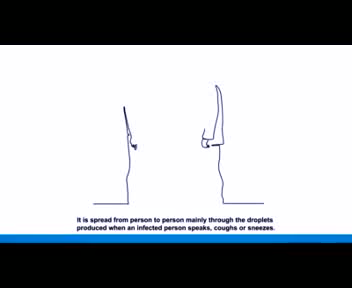 It is spread from person to person mainly through the droplets
produced when an infected person speaks, coughs or sneezes.